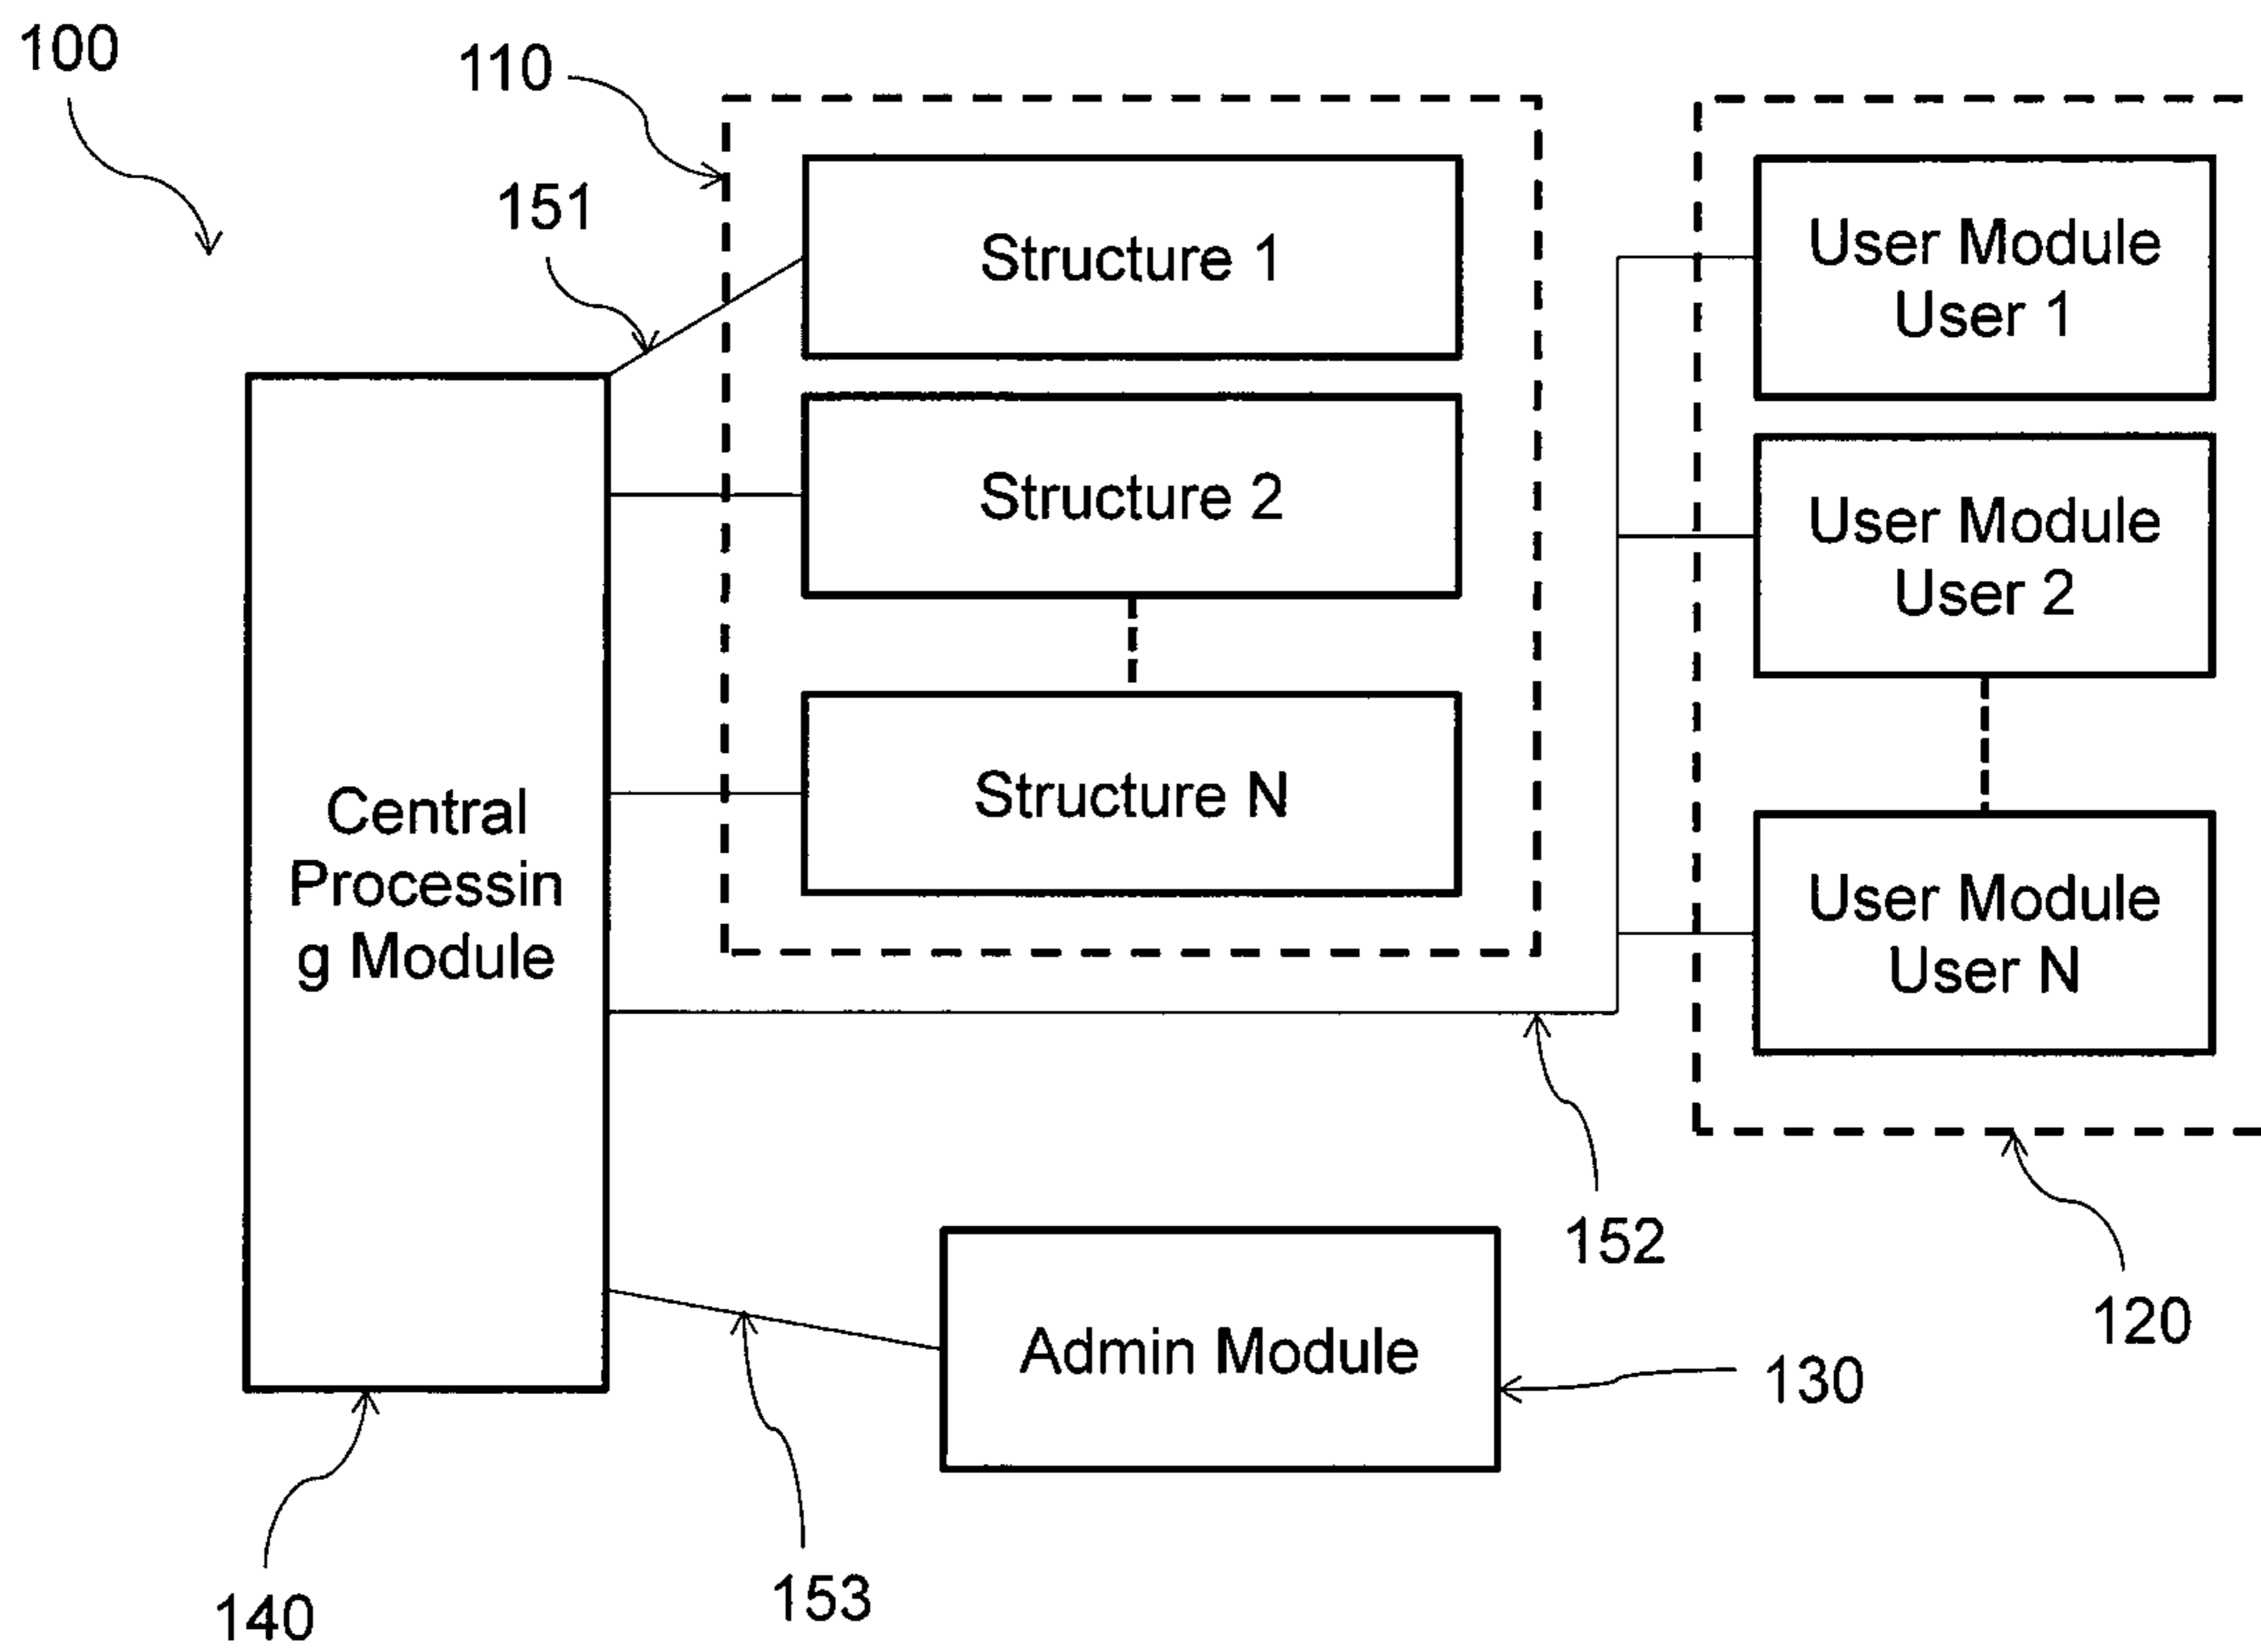 100
110
151
Structure 1
User Module
User 1
Structure 2
User Module
User 2
Structure N
Central
Processin
g Module
User Module
User N
152
120
Admin Module
130
153
140